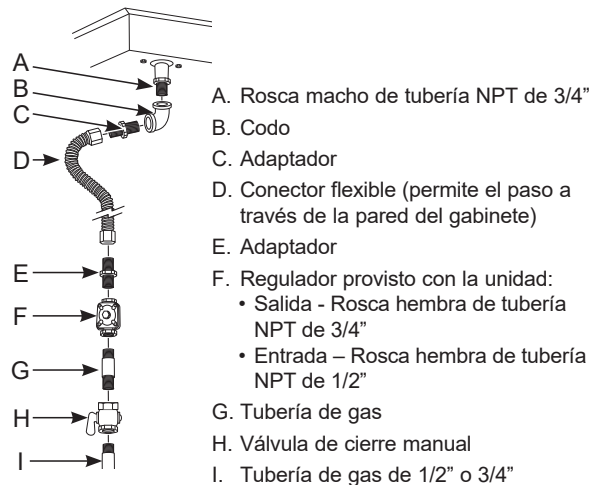 A
B
C
D
E
F
G
H
I
A. Rosca macho de tubería NPT de 3/4”
B. Codo
C. Adaptador
D. Conector flexible (permite el paso a
través de la pared del gabinete)
E. Adaptador
F. Regulador provisto con la unidad:
• Salida - Rosca hembra de tubería
NPT de 3/4”
• Entrada – Rosca hembra de tubería
NPT de 1/2”
G. Tubería de gas
H. Válvula de cierre manual
I. Tubería de gas de 1/2” o 3/4”